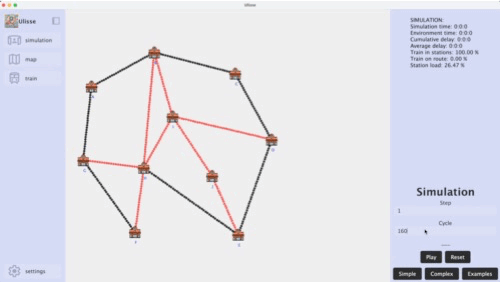 Ulisse
Ulisse
simulation
map
train
settings
SIMULATION:
Simulation time: 0:0:0
Environment time: 0:0:0
Cumulative delay: 0:0:0
Average delay: 0:0:0
Train in stations: 100.00 %
Train on route: 0.00 %
Station load: 26.47 %
Simulation
Step
1
Cycle
160
Play
Reset
Simple
Complex
Examples